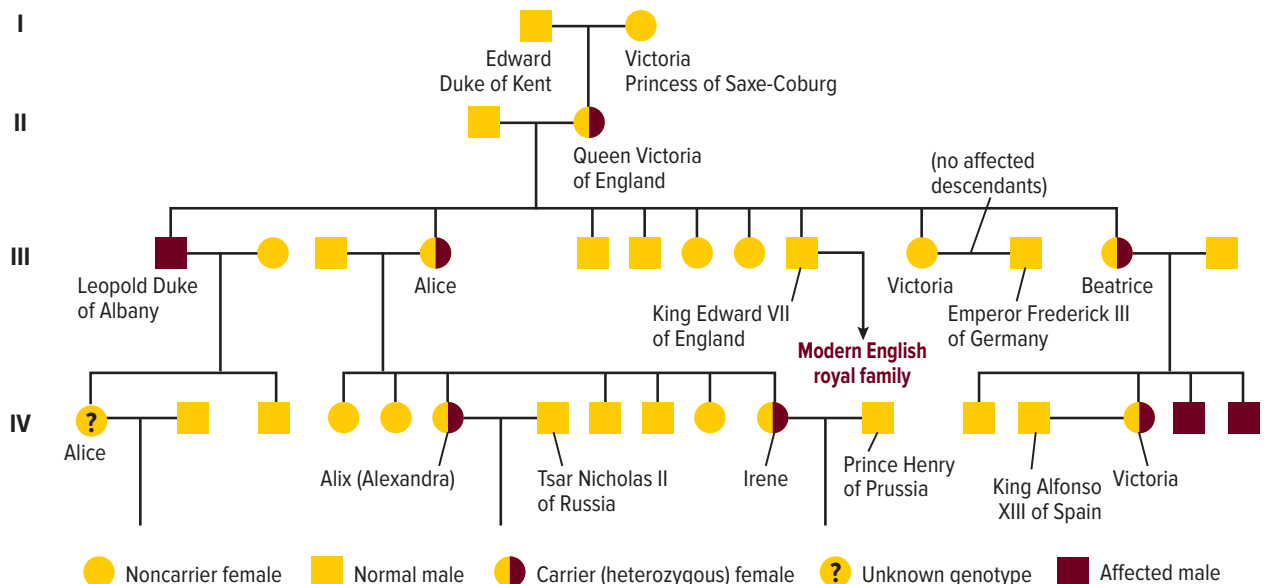 I
Edward
Duke of Kent
Victoria
Princess of Saxe-Coburg
II
Queen Victoria
of England
(no affected
descendants)
III
Leopold Duke
of Albany
Alice
King Edward VII
of England
Modern English
royal family
Victoria
Emperor Frederick III
of Germany
Beatrice
IV
?
Alice
Alix (Alexandra)
Tsar Nicholas II
of Russia
Irene
Prince Henry
of Prussia
King Alfonso
XIII of Spain
Victoria
Noncarrier female
Normal male
Carrier (heterozygous) female
?
Unknown genotype
Affected male